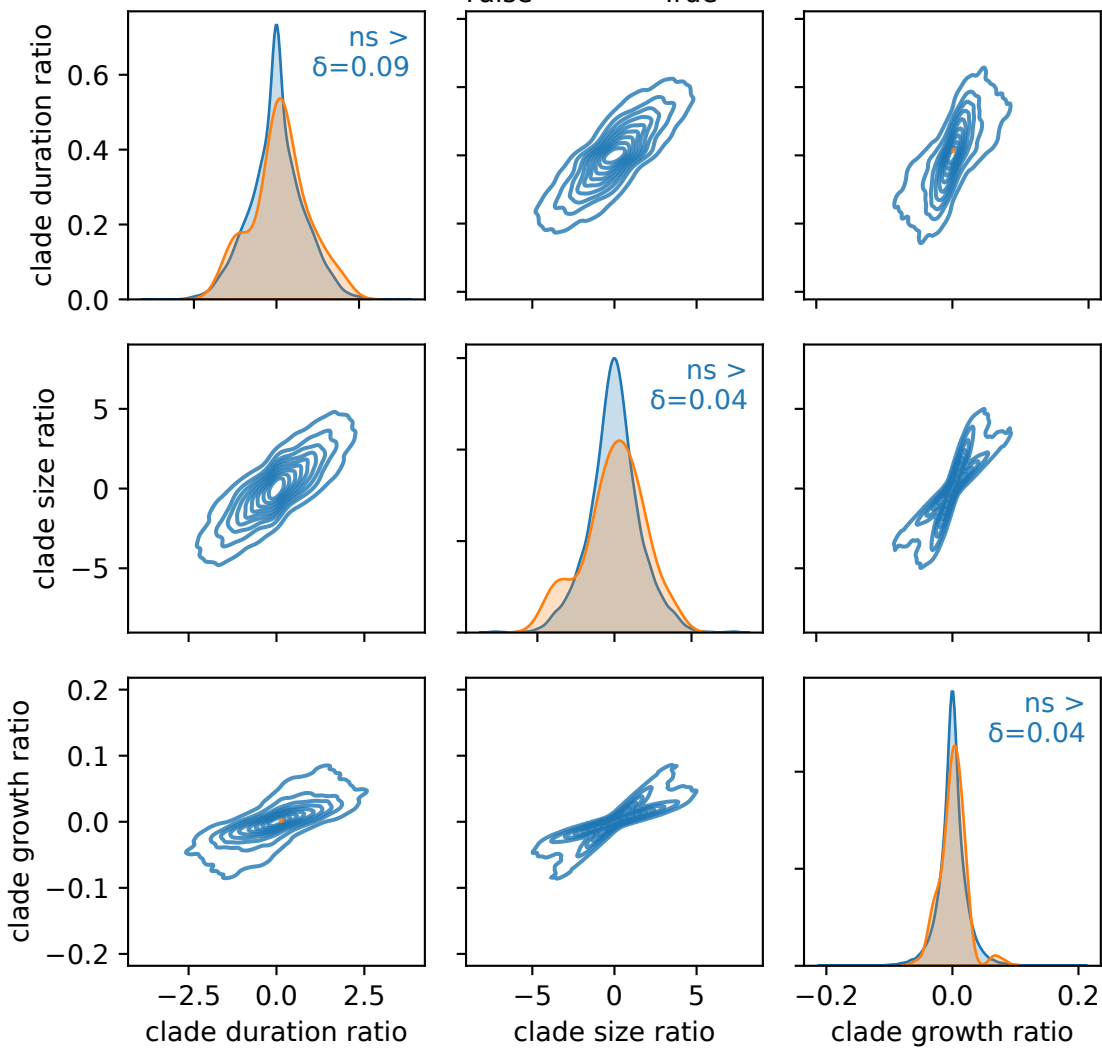 ns >
δ=0.09
clade duration ratio
0.6
0.4
0.2
0.0
ns >
δ=0.04
clade size ratio
5
0
−5
ns >
δ=0.04
clade growth ratio
0.2
0.1
0.0
−0.1
−0.2
−2.5 0.0 2.5
−5 0 5
−0.2 0.0 0.2
clade duration ratio
clade size ratio
clade growth ratio